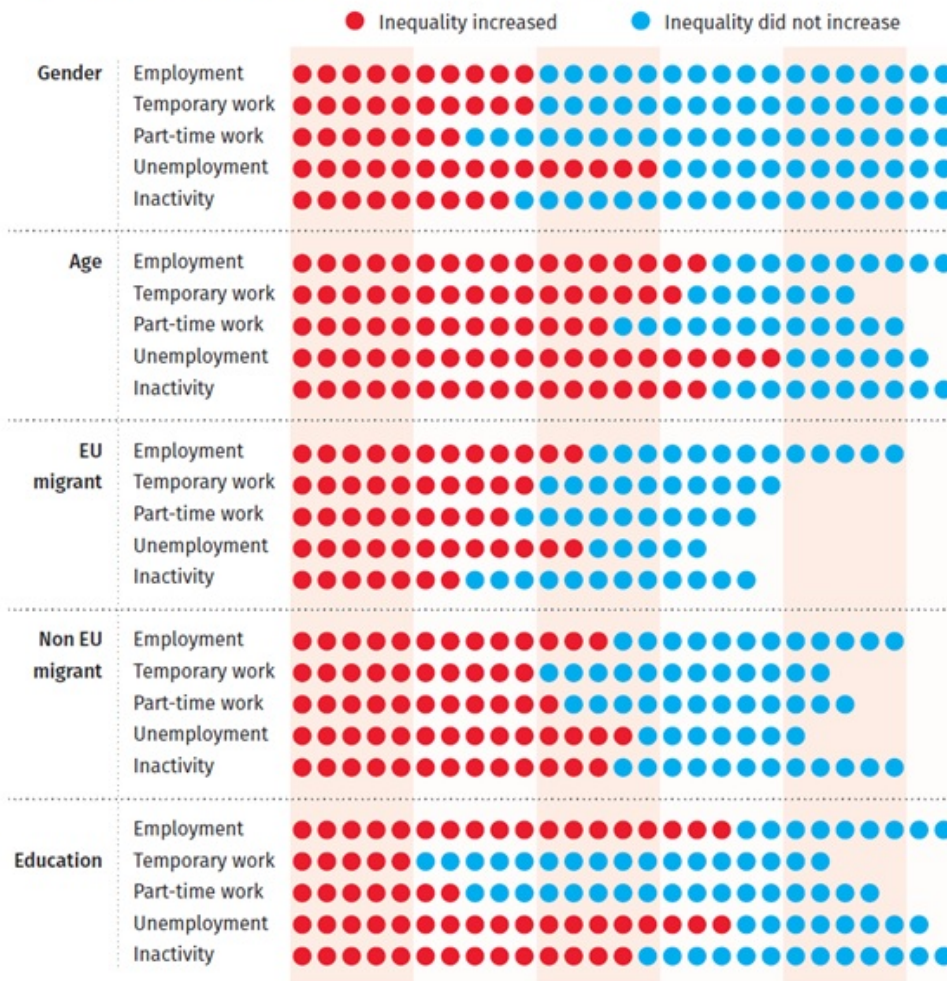 Inequality increased Inequality did not increase
Gender Employment
Temporary work
Part-time work
Unemployment
Inactivity
Age Employment
Temporary work
Part-time work
Unemployment
Inactivity
EU Employment
migrant Temporary work
Part-time work
Unemployment
Inactivity
Non EU Employment
migrant Temporary work
Part-time work
Unemployment
Inactivity
Employment
Education Temporary work
Part-time work
Unemployment
Inactivity